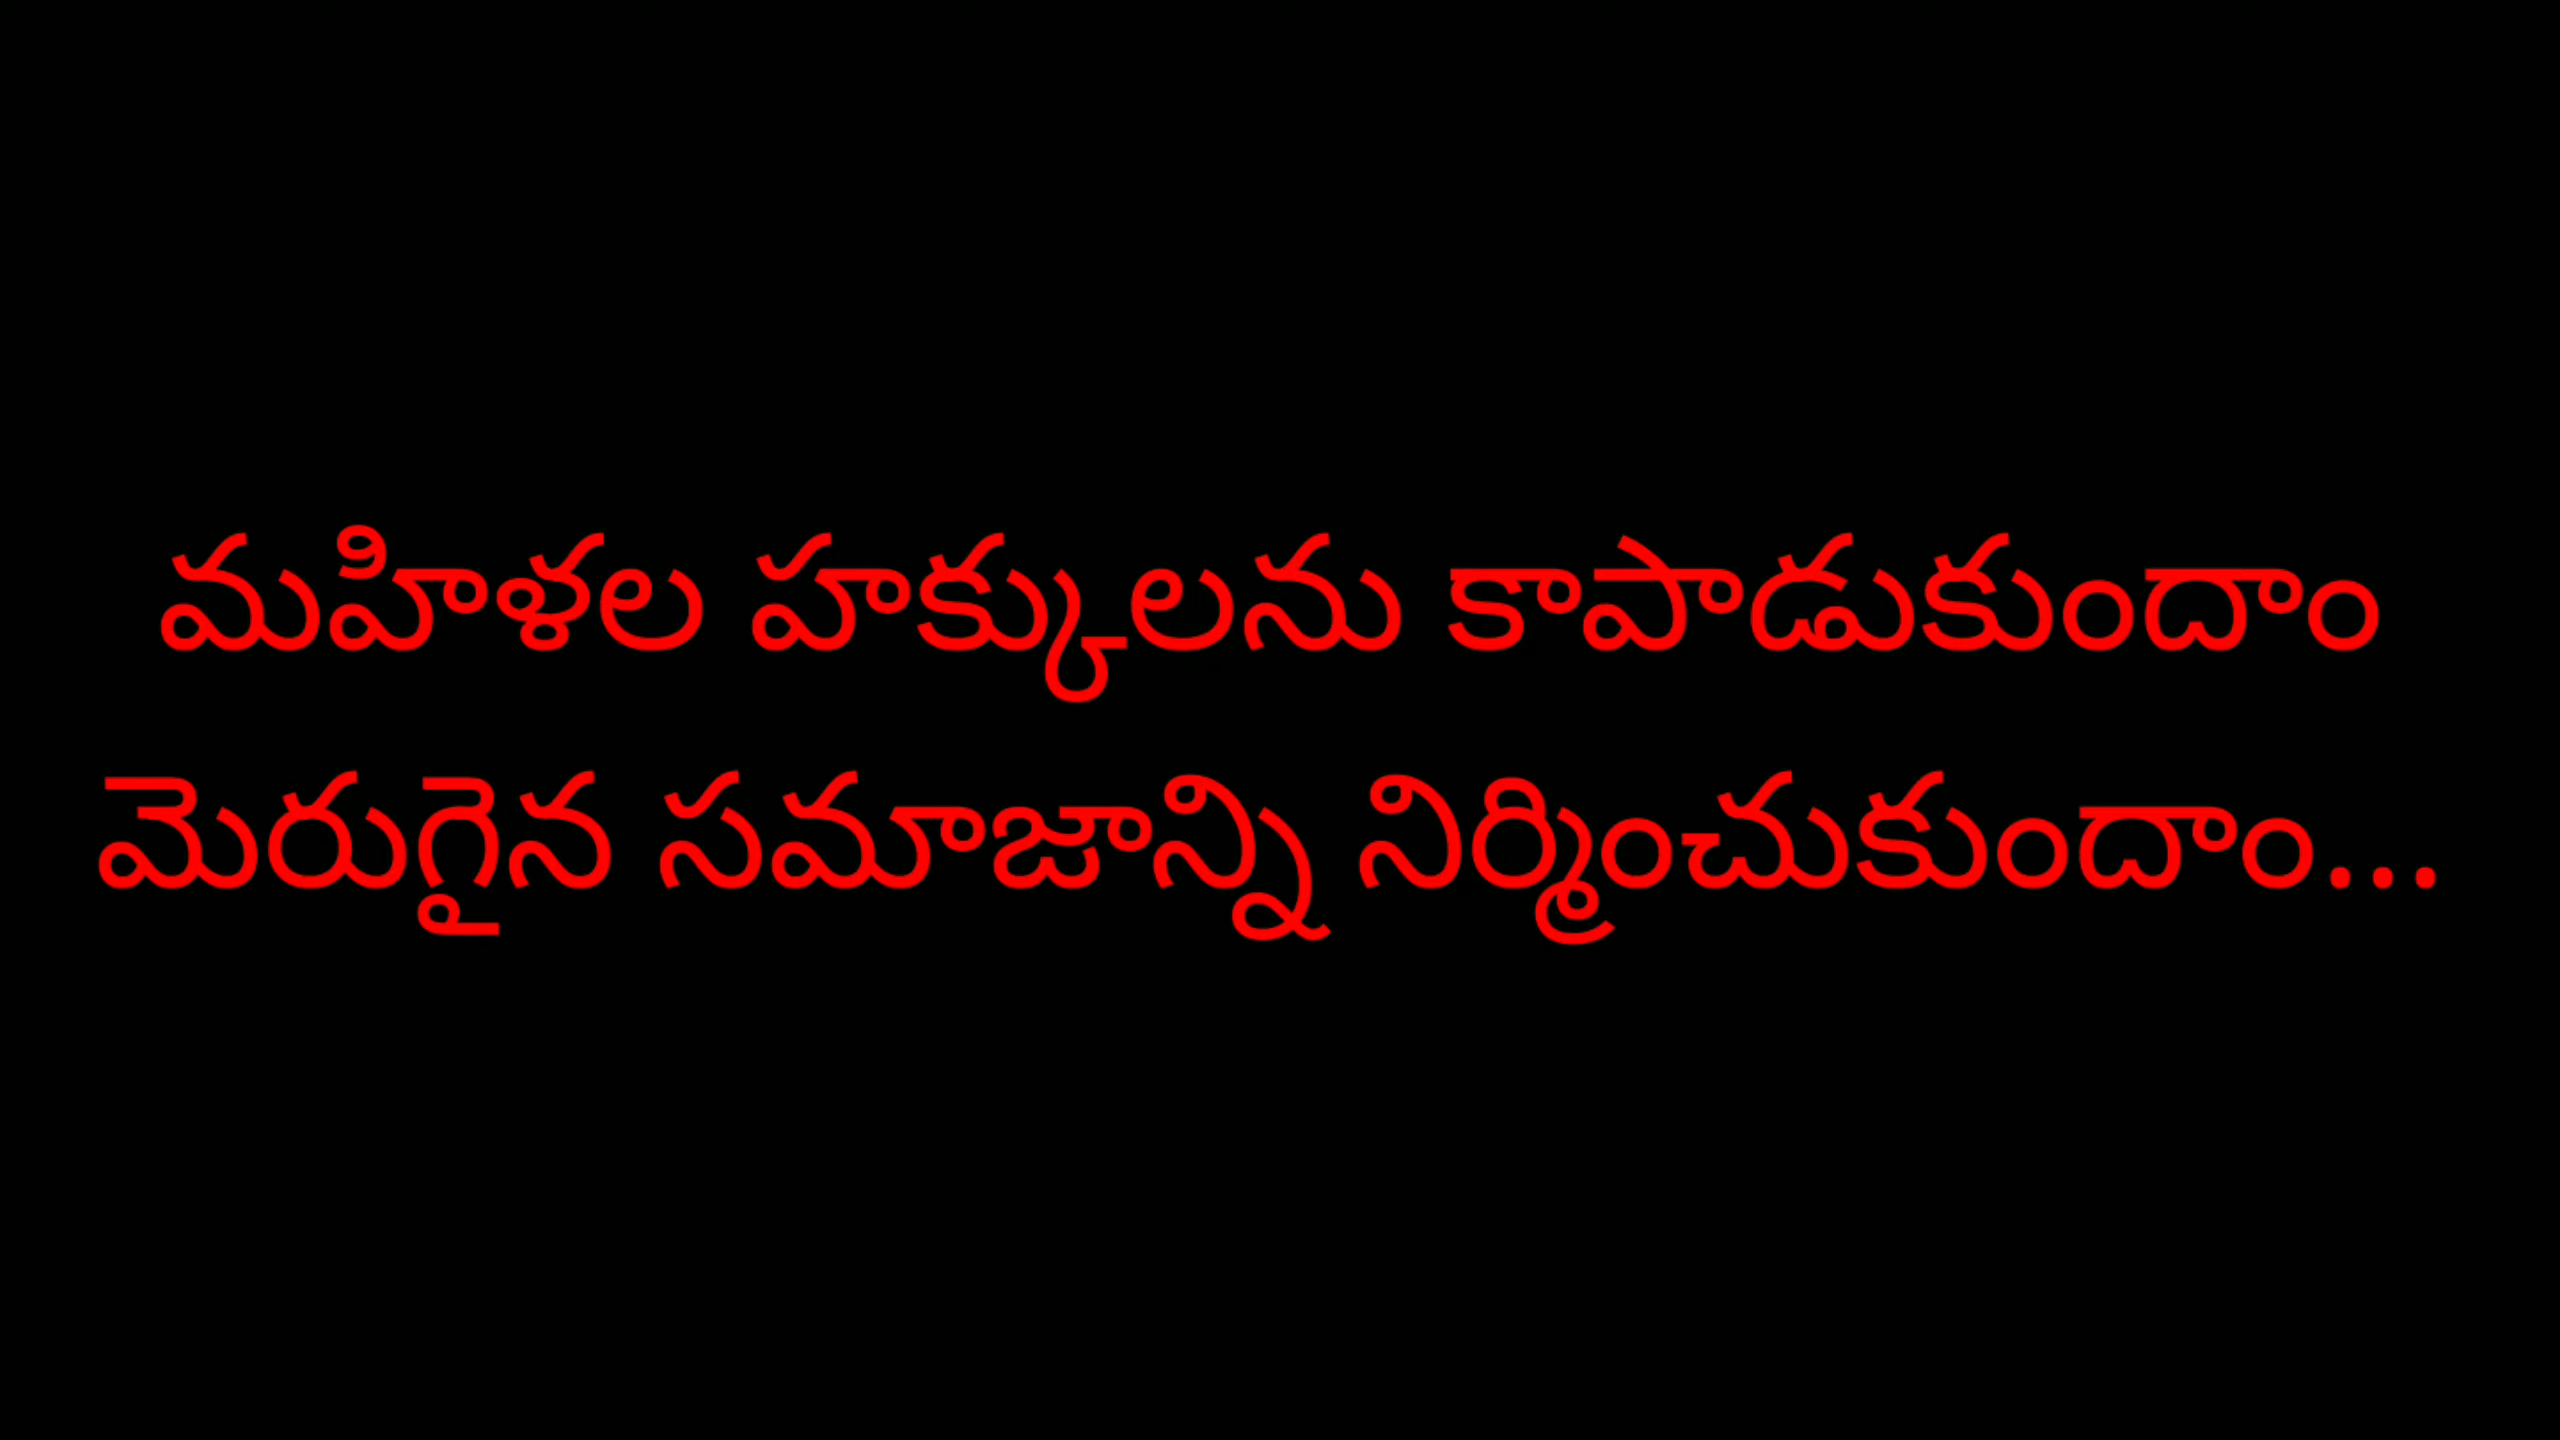 మహిళల హక్కులను కాపాడుకుందాం
మెరుగైన సమాజాన్ని నిర్మించుకుందాం...